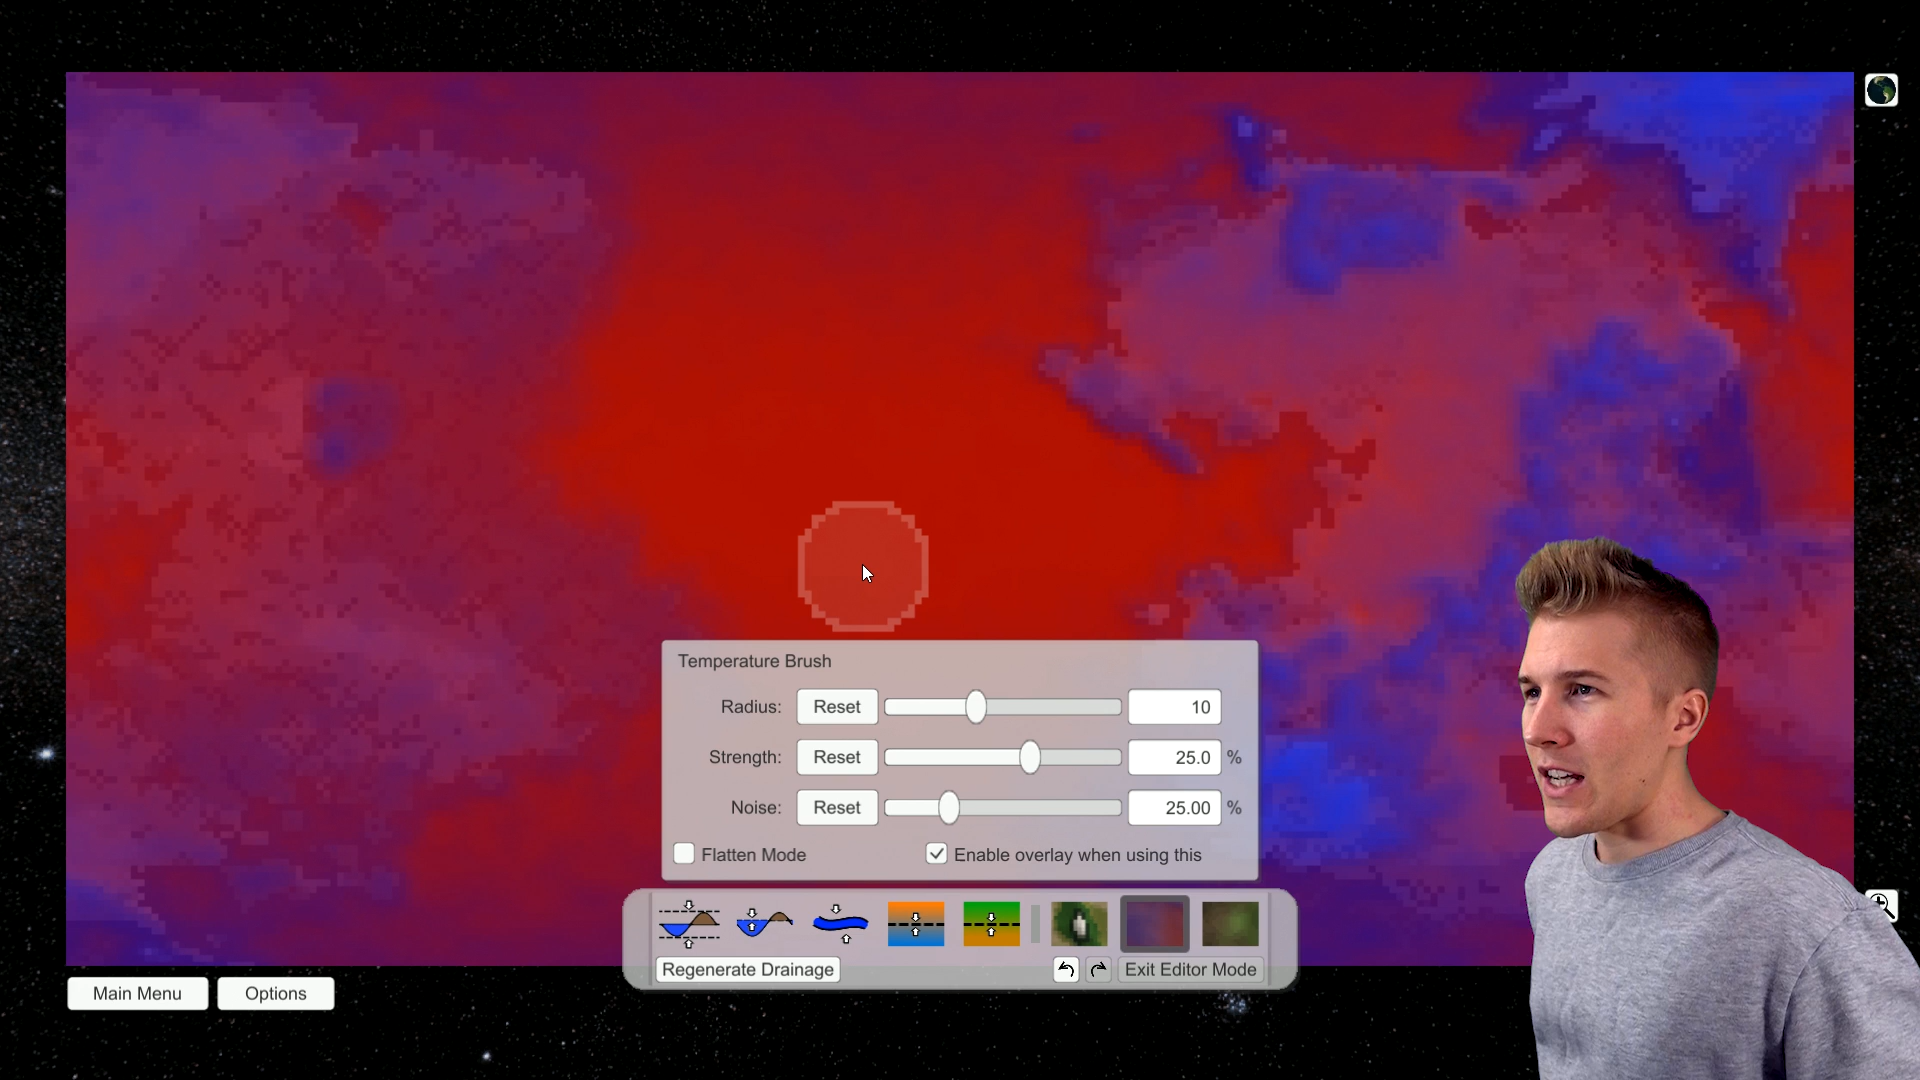 Temperature Brush
Radius: Reset 10
Strength: Reset 25.0 %
Noise: Reset 25.00 %
Flatten Mode Enable overlay when using this
Regenerate Drainage Exit Editor Mode
Main Menu Options